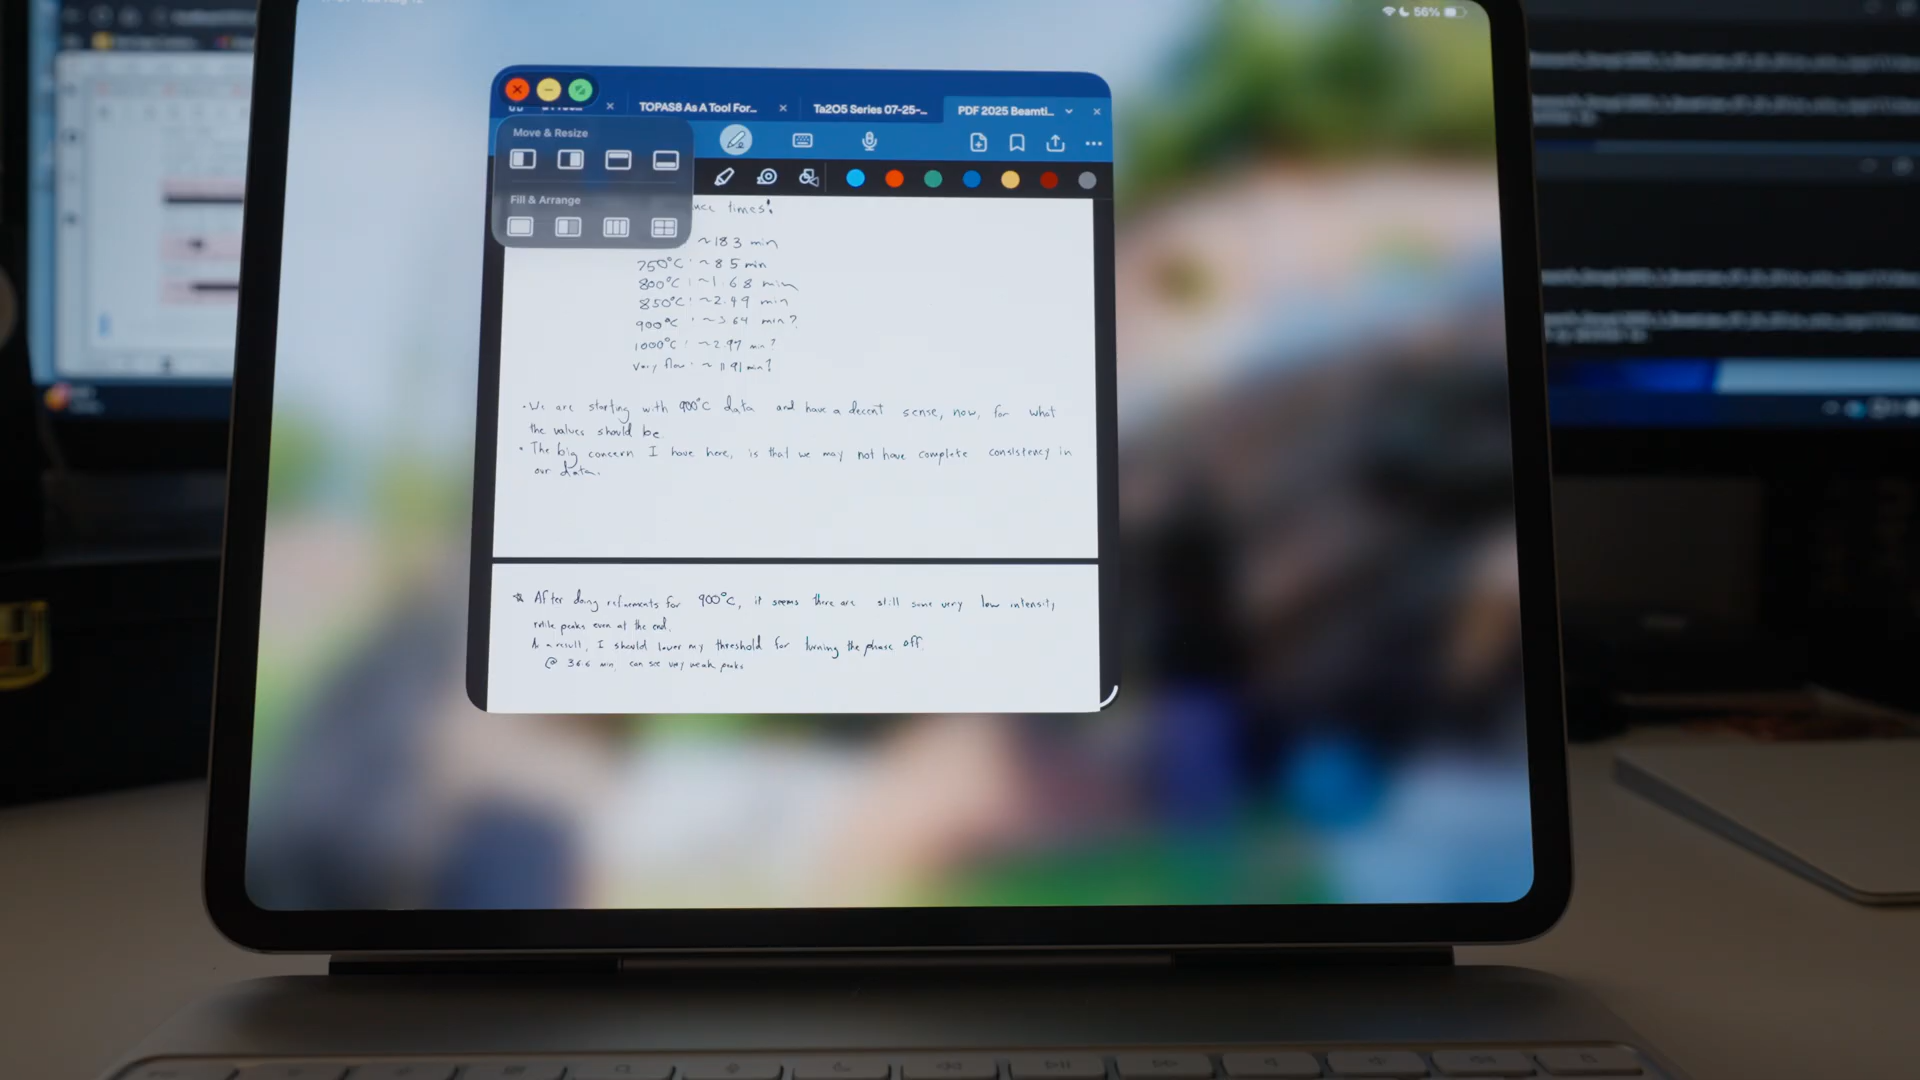 56%
TOPAS8 As A Tool For...
Ta2O5 Series 07-25-...
PDF 2025 Beamti...
Move & Resize
Fill & Arrange
times:
~183 min
750°C: ~85 min
800°C: ~1.68 min
850°C: ~2.49 min
900°C: ~3.64 min?
1000°C: ~2.97 min?
Vary flow: ~11.91 min?
• We are starting with 900°C data and have a decent sense, now, for what
the values should be.
• The big concern I have here, is that we may not have complete consistency in
our data.
After doing refinements for 900°C, it seems there are still some very low intensity
rutile peaks even at the end.
As a result, I should lower my threshold for turning the phase off.
@ 36.6 min, can see very weak peaks